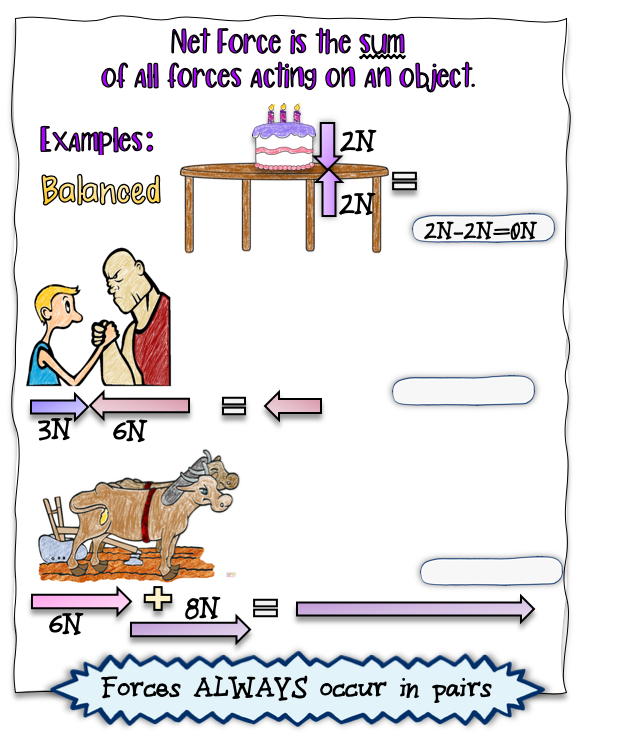 Net Force is the sum
of all forces acting on an object.
Examples:
2N
Balanced
=
2N
2N-2N=0N
=
3N 6N
+
8N
=
6N
Forces ALWAYS occur in pairs